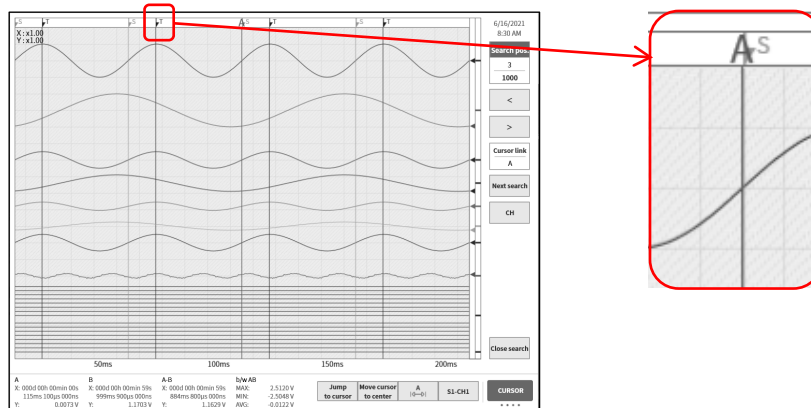 S T S T A S T S T
6/16/2021
8:30 AM
X:x1.00
Y:x1.00
Search pos.
3
1000
<
>
Cursor link
A
Next search
CH
Close search
50ms 100ms 150ms 200ms
A B A-B b/w AB
X: 000d 00h 00min 00s X: 000d 00h 00min 59s X: 000d 00h 00min 59s MAX: 2.5120 V
115ms 100µs 000ns 999ms 900µs 000ns 884ms 800µs 000ns MIN: -2.5048 V
Y: 0.0073 V Y: 1.1703 V Y: 1.1629 V AVG: -0.0122 V
Jump to cursor
Move cursor to center
A
S1-CH1
CURSOR
A S